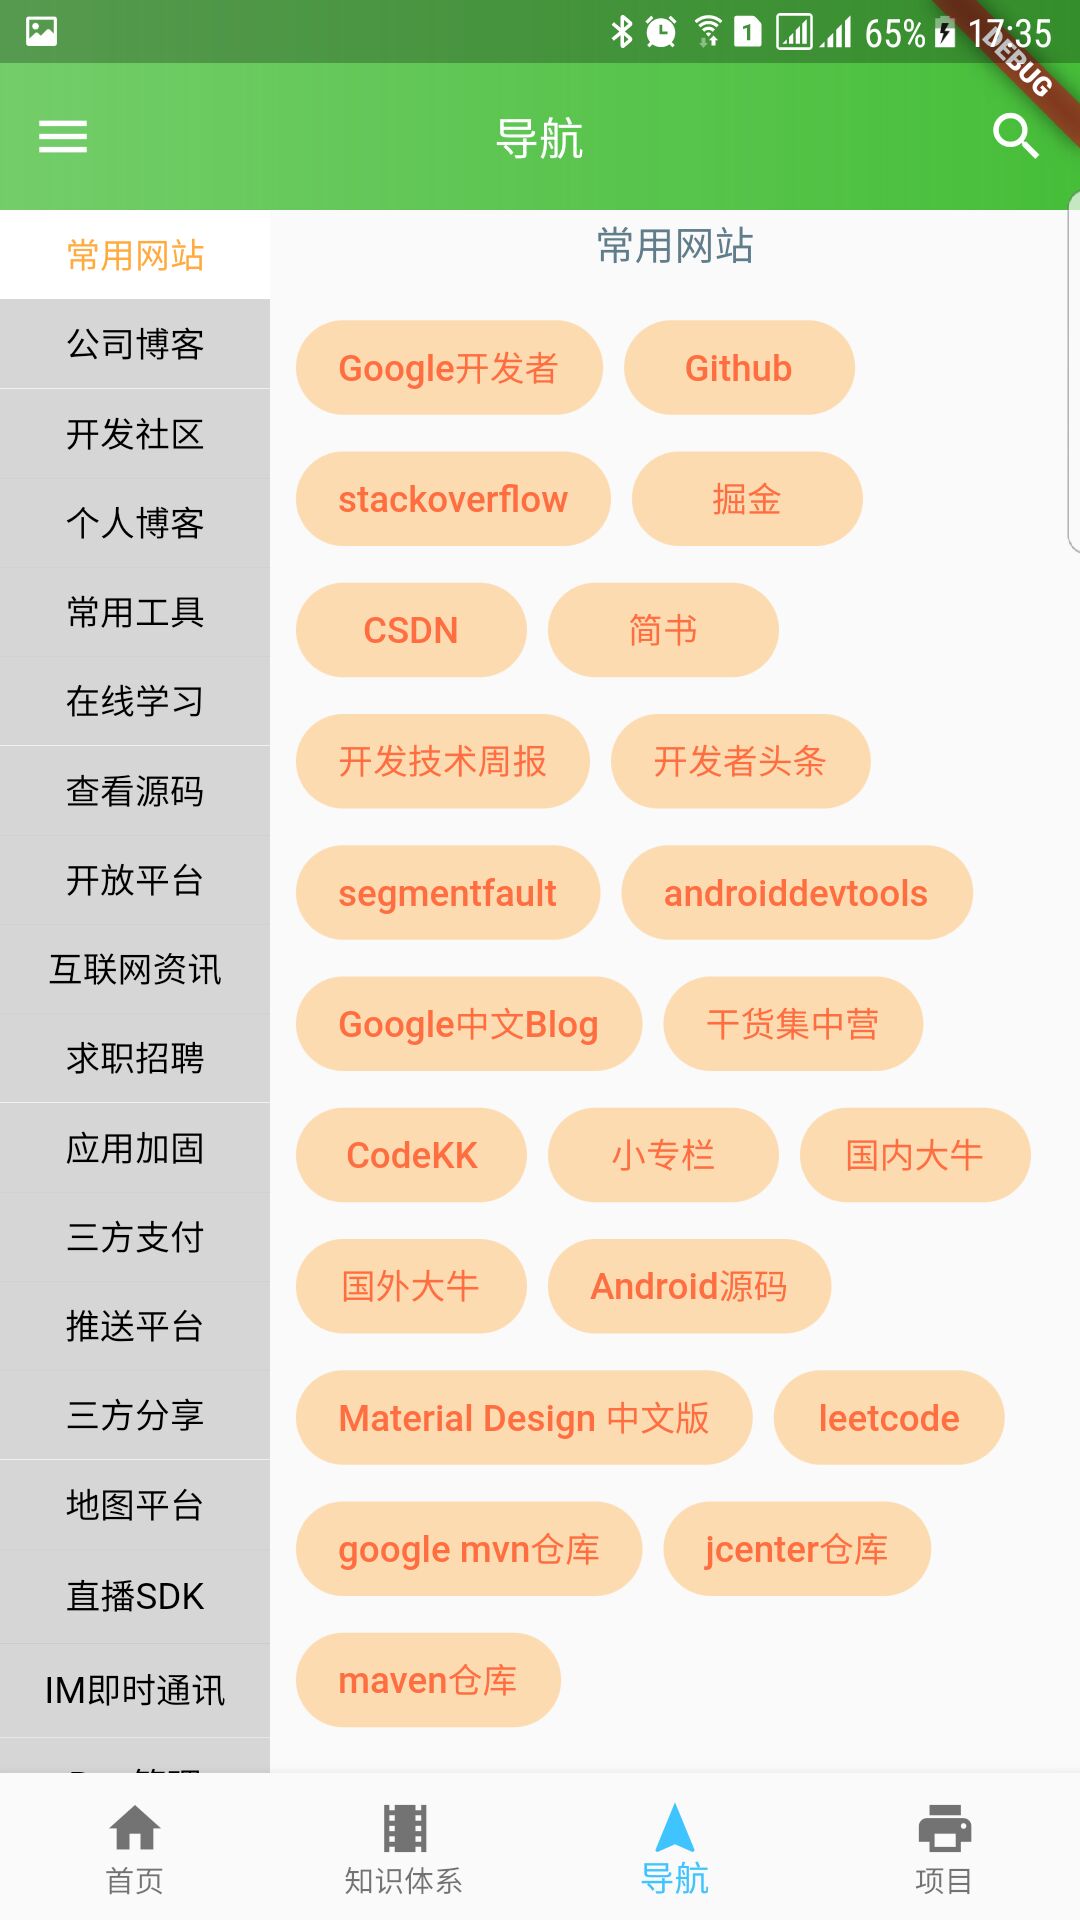 65% 17:35
DEBUG
导航
常用网站
公司博客
开发社区
个人博客
常用工具
在线学习
查看源码
开放平台
互联网资讯
求职招聘
应用加固
三方支付
推送平台
三方分享
地图平台
直播SDK
IM即时通讯
常用网站
Google开发者 Github
stackoverflow 掘金
CSDN 简书
开发技术周报 开发者头条
segmentfault androiddevtools
Google中文Blog 干货集中营
CodeKK 小专栏 国内大牛
国外大牛 Android源码
Material Design 中文版 leetcode
google mvn仓库 jcenter仓库
maven仓库
首页 知识体系 导航 项目